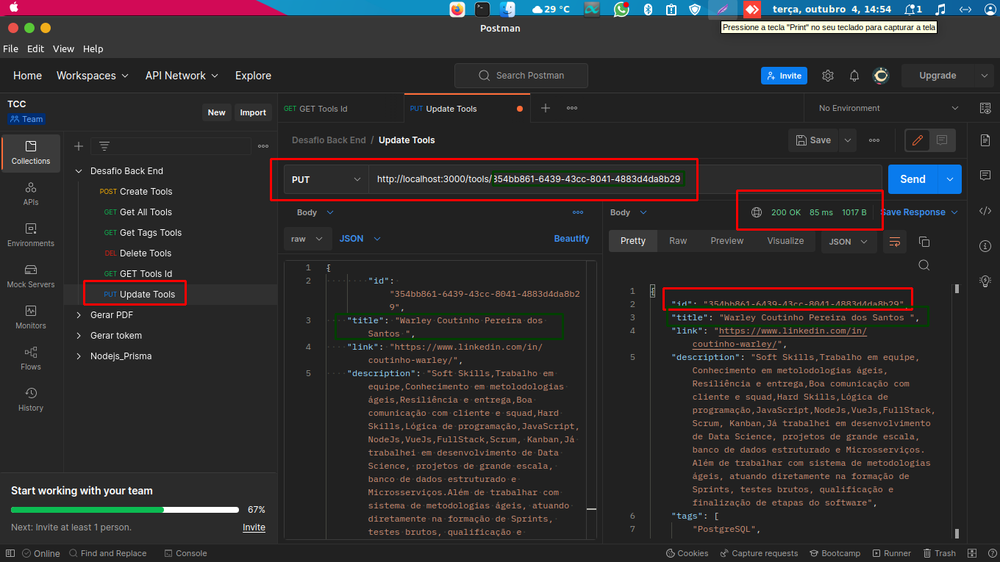 29 °C
terça, outubro 4, 14:54
1
Postman
Pressione a tecla "Print" no seu teclado para capturar a tela
File Edit View Help
Home Workspaces API Network Explore
Search Postman
Invite
Upgrade
TCC
Team
New Import
GET GET Tools Id
PUT Update Tools
No Environment
Desafio Back End / Update Tools
Save
Collections
APIs
Environments
Mock Servers
Monitors
Flows
History
Desafio Back End
POST Create Tools
GET Get All Tools
GET Get Tags Tools
DEL Delete Tools
GET GET Tools Id
PUT Update Tools
Gerar PDF
Gerar tokem
Nodejs_Prisma
PUT http://localhost:3000/tools/354bb861-6439-43cc-8041-4883d4da8b29
Send
Body
raw JSON Beautify
1 {
2 "id":
"354bb861-6439-43cc-8041-4883d4da8b2
9",
3 "title": "Warley Coutinho Pereira dos
Santos ",
4 "link": "https://www.linkedin.com/in/
coutinho-warley/",
5 "description": "Soft Skills,Trabalho em
equipe,Conhecimento em metolodologias
ágeis,Resiliência e entrega,Boa
comunicação com cliente e squad,Hard
Skills,Lógica de programação,JavaScript,
NodeJs,VueJs,FullStack,Scrum, Kanban,Já
trabalhei em desenvolvimento de Data
Science, projetos de grande escala,
banco de dados estruturado e
Microsserviços.Além de trabalhar com
sistema de metodologias ágeis, atuando
diretamente na formação de Sprints,
testes brutos, qualificação e
Body
200 OK 85 ms 1017 B Save Response
Pretty Raw Preview Visualize JSON
1 {
2 "id": "354bb861-6439-43cc-8041-4883d4da8b29",
3 "title": "Warley Coutinho Pereira dos Santos ",
4 "link": "https://www.linkedin.com/in/
coutinho-warley/",
5 "description": "Soft Skills,Trabalho em equipe,
Conhecimento em metolodologias ágeis,
Resiliência e entrega,Boa comunicação com
cliente e squad,Hard Skills,Lógica de
programação,JavaScript,NodeJs,VueJs,FullStack,
Scrum, Kanban,Já trabalhei em desenvolvimento
de Data Science, projetos de grande escala,
banco de dados estruturado e Microsserviços.
Além de trabalhar com sistema de metodologias
ágeis, atuando diretamente na formação de
Sprints, testes brutos, qualificação e
finalização de etapas do software",
6 "tags": [
7 "PostgreSQL",
Start working with your team
67%
Next: Invite at least 1 person. Invite
Online Find and Replace Console
Cookies Capture requests Bootcamp Runner Trash